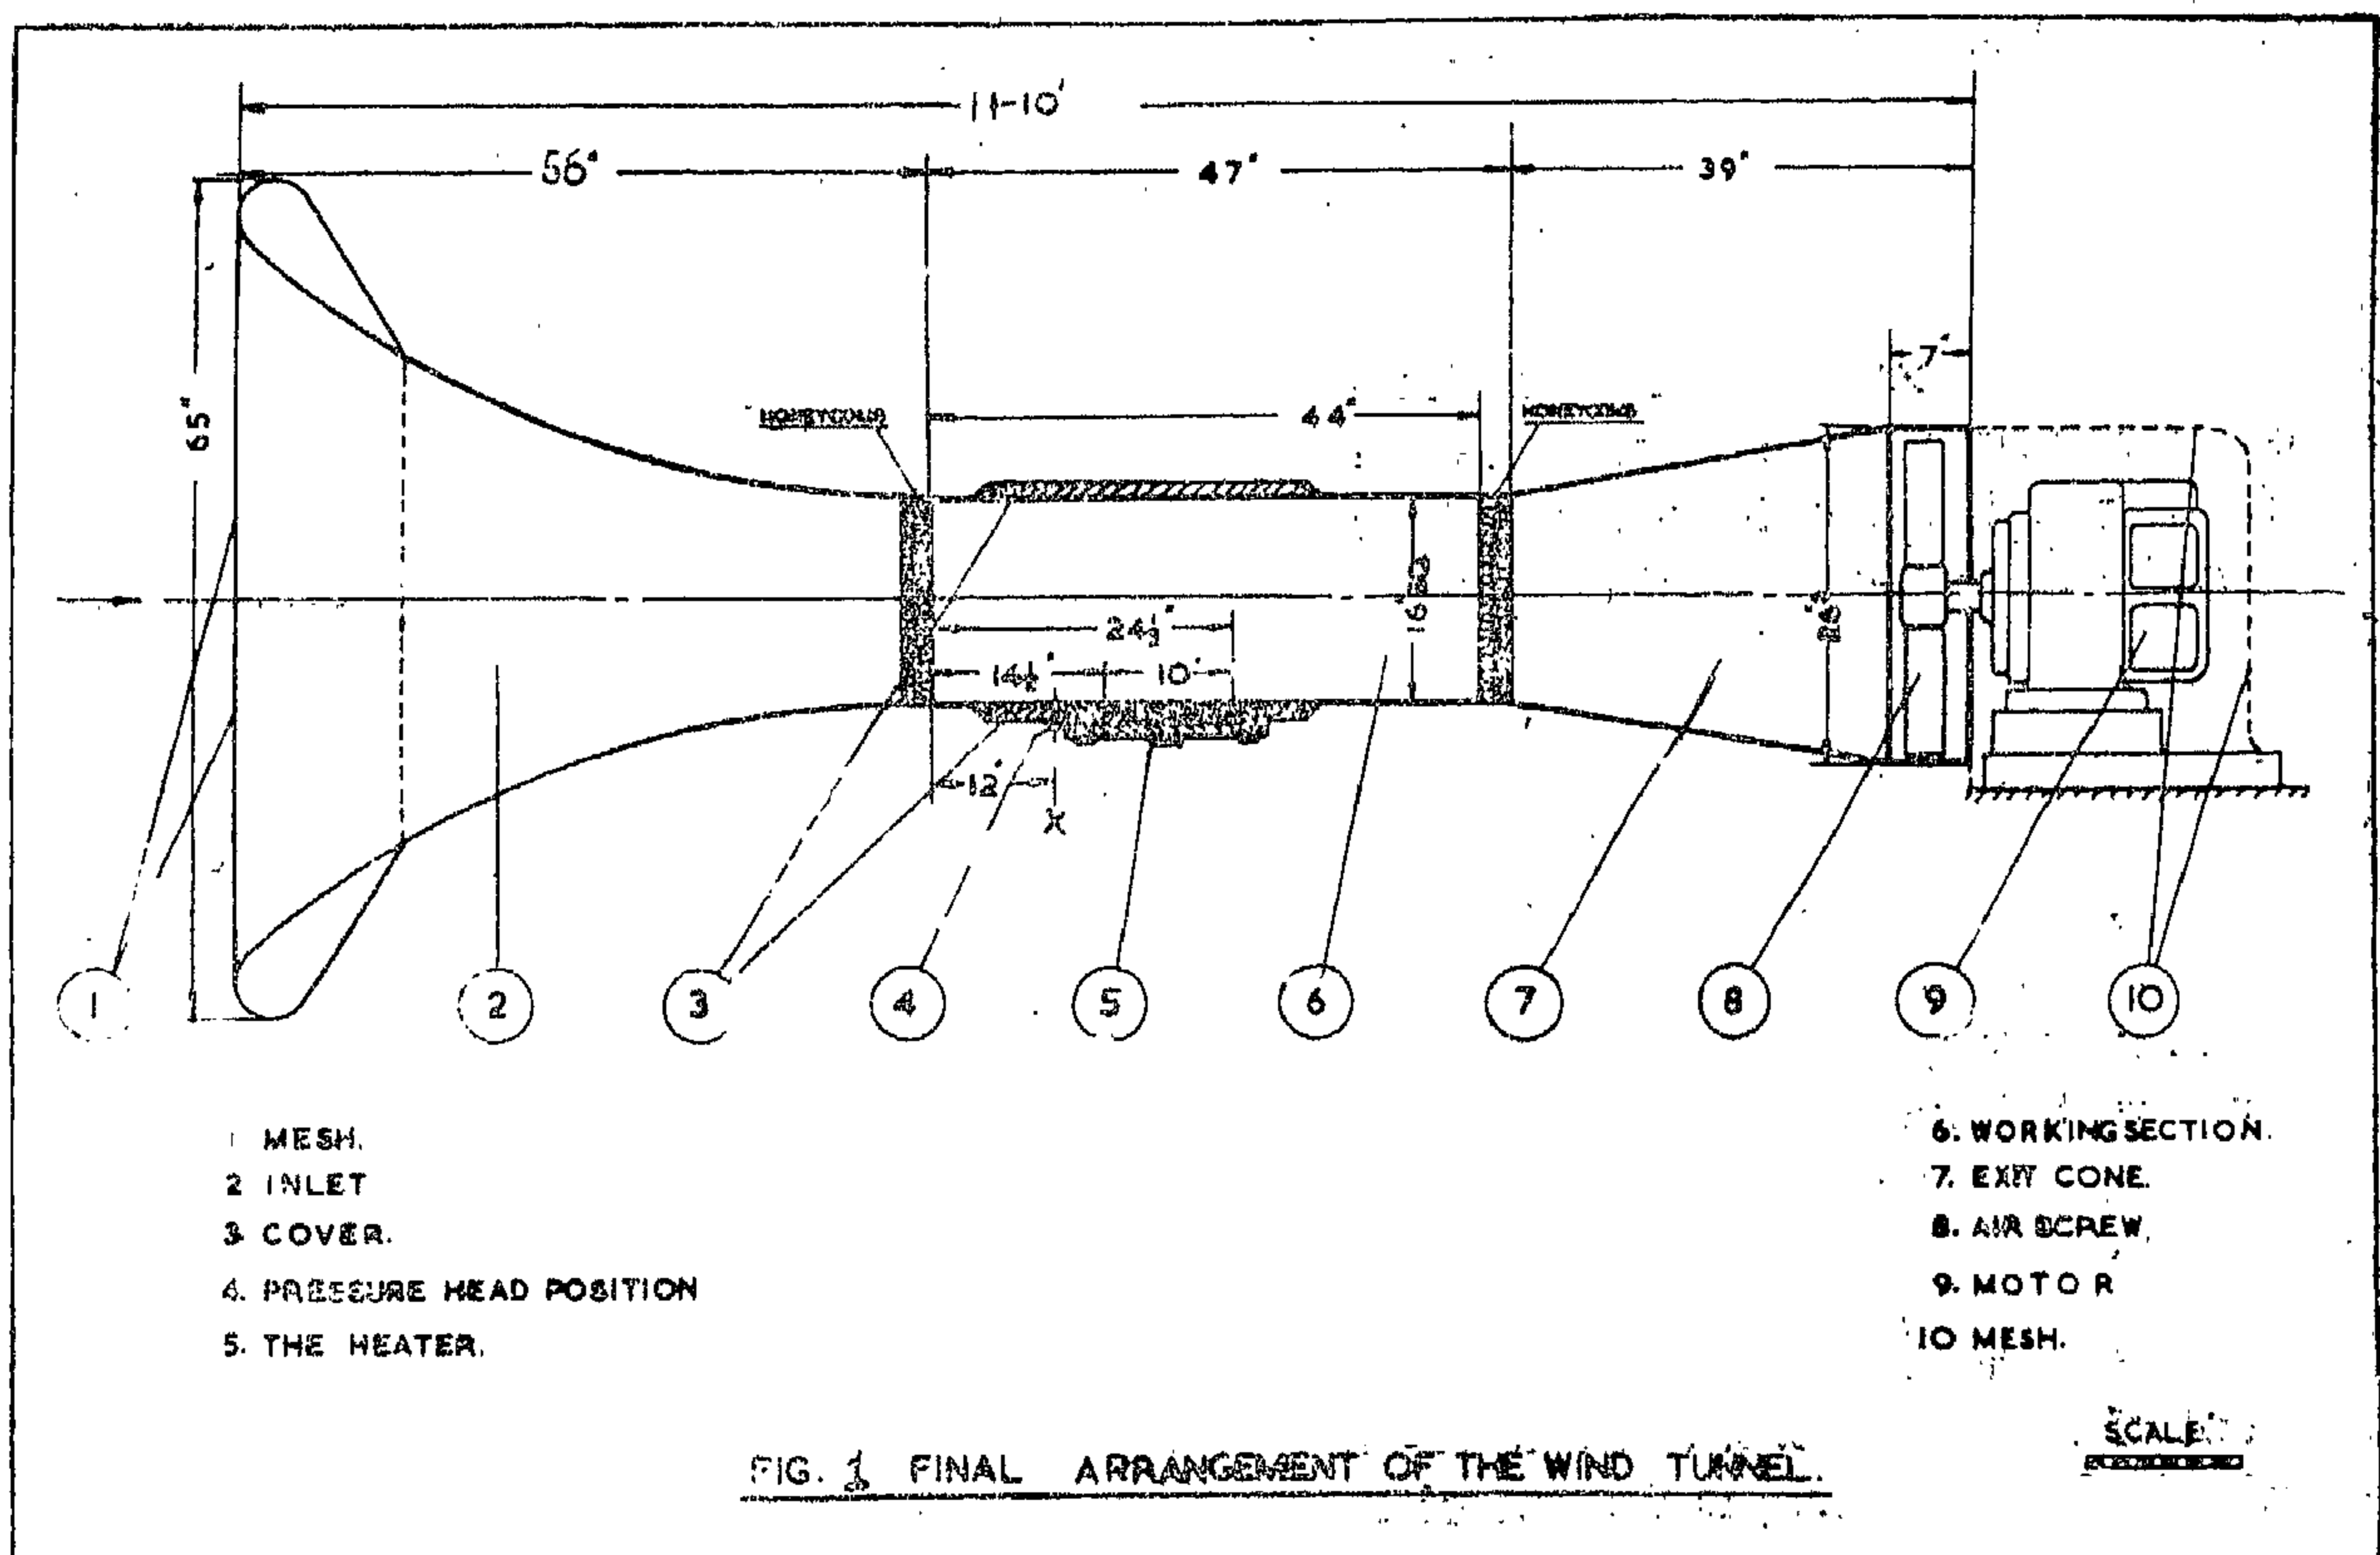 11-10'
56" 47" 39"
7"
65"
HONEYCOMB 44" HONEYCOMB
24½"
14½" 10"
12"
X
1 2 3 4 5 6 7 8 9 10
1 MESH.
2 INLET
3 COVER.
4. PRESSURE HEAD POSITION
5. THE HEATER.
6. WORKING SECTION.
7. EXIT CONE.
8. AIR SCREW.
9. MOTOR
10 MESH.
SCALE
FIG. 1 FINAL ARRANGEMENT OF THE WIND TUNNEL.